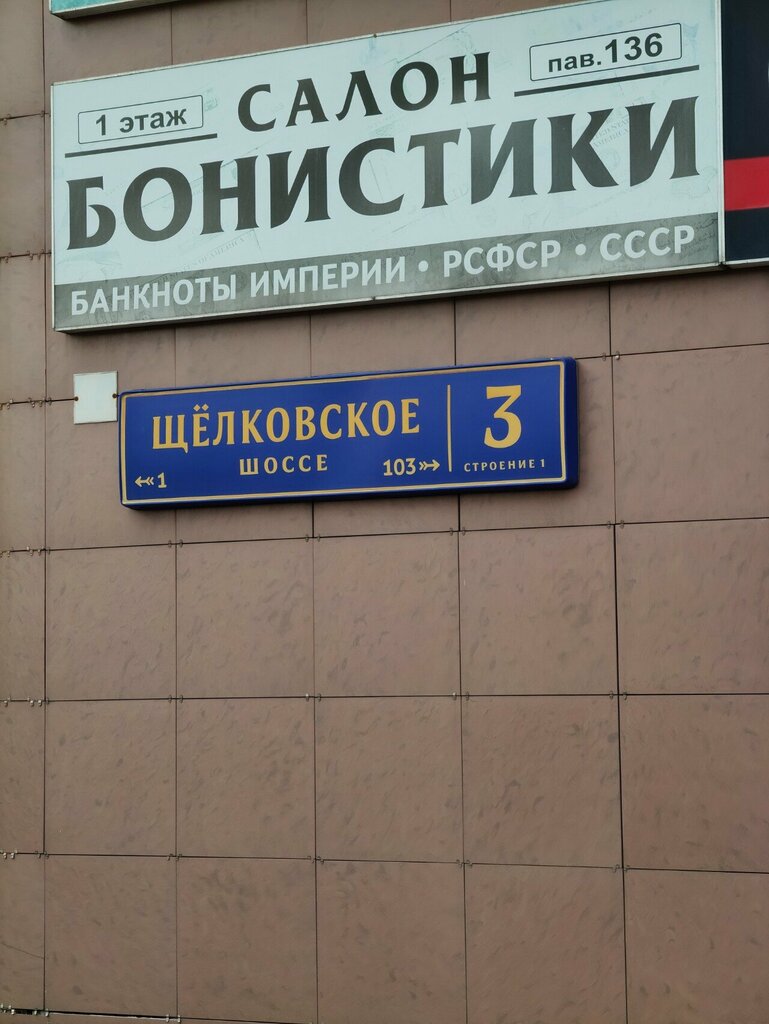 1 этаж
САЛОН
пав.136
БОНИСТИКИ
БАНКНОТЫ ИМПЕРИИ • РСФСР • СССР
ЩЁЛКОВСКОЕ
ШОССЕ
1
103
3
СТРОЕНИЕ 1